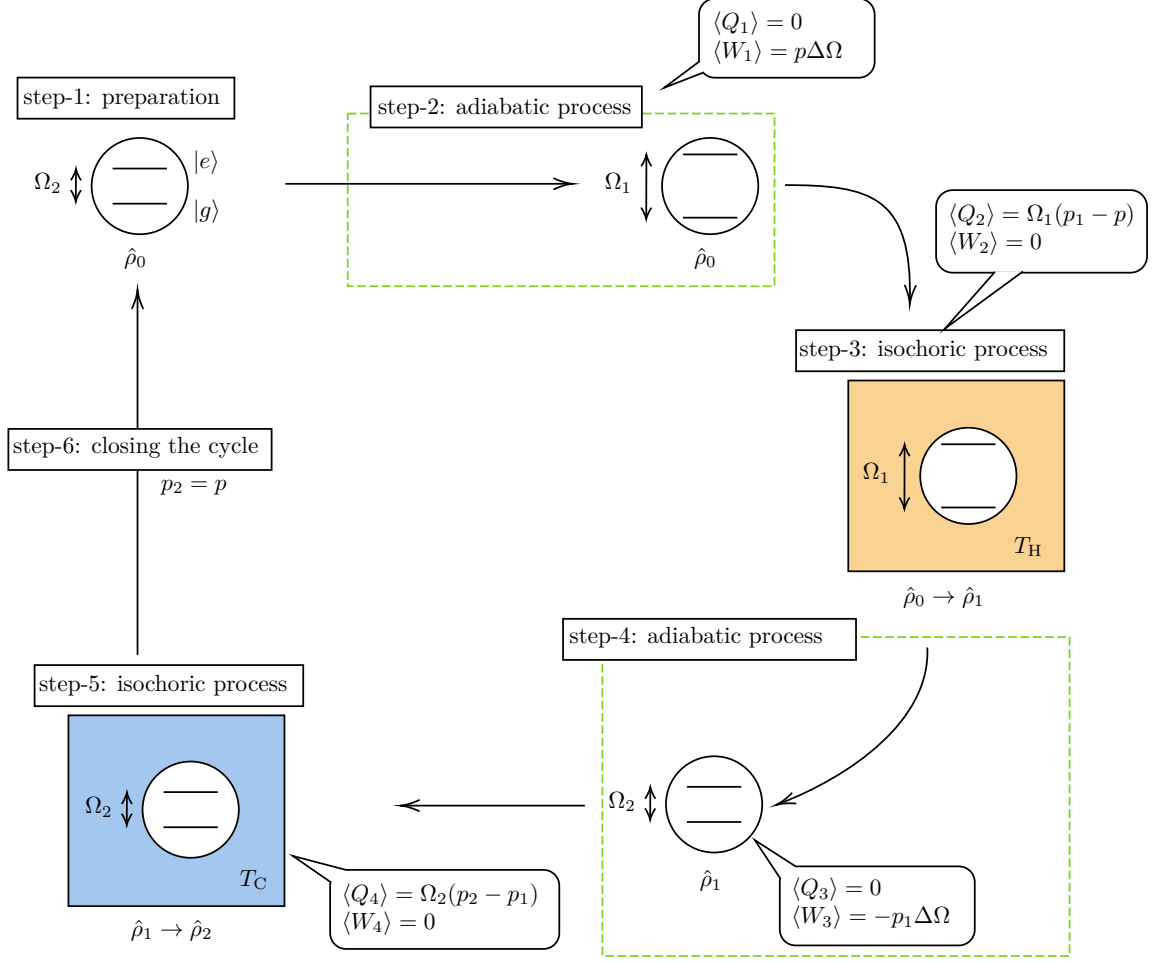 ⟨Q₁⟩ = 0
⟨W₁⟩ = pΔΩ
step-1: preparation
step-2: adiabatic process
|e⟩
Ω₂
|g⟩
ρ̂₀
Ω₁
ρ̂₀
⟨Q₂⟩ = Ω₁(p₁ − p)
⟨W₂⟩ = 0
step-3: isochoric process
Ω₁
T_H
ρ̂₀ → ρ̂₁
step-6: closing the cycle
p₂ = p
step-4: adiabatic process
Ω₂
ρ̂₁
⟨Q₃⟩ = 0
⟨W₃⟩ = −p₁ΔΩ
step-5: isochoric process
Ω₂
T_C
ρ̂₁ → ρ̂₂
⟨Q₄⟩ = Ω₂(p₂ − p₁)
⟨W₄⟩ = 0